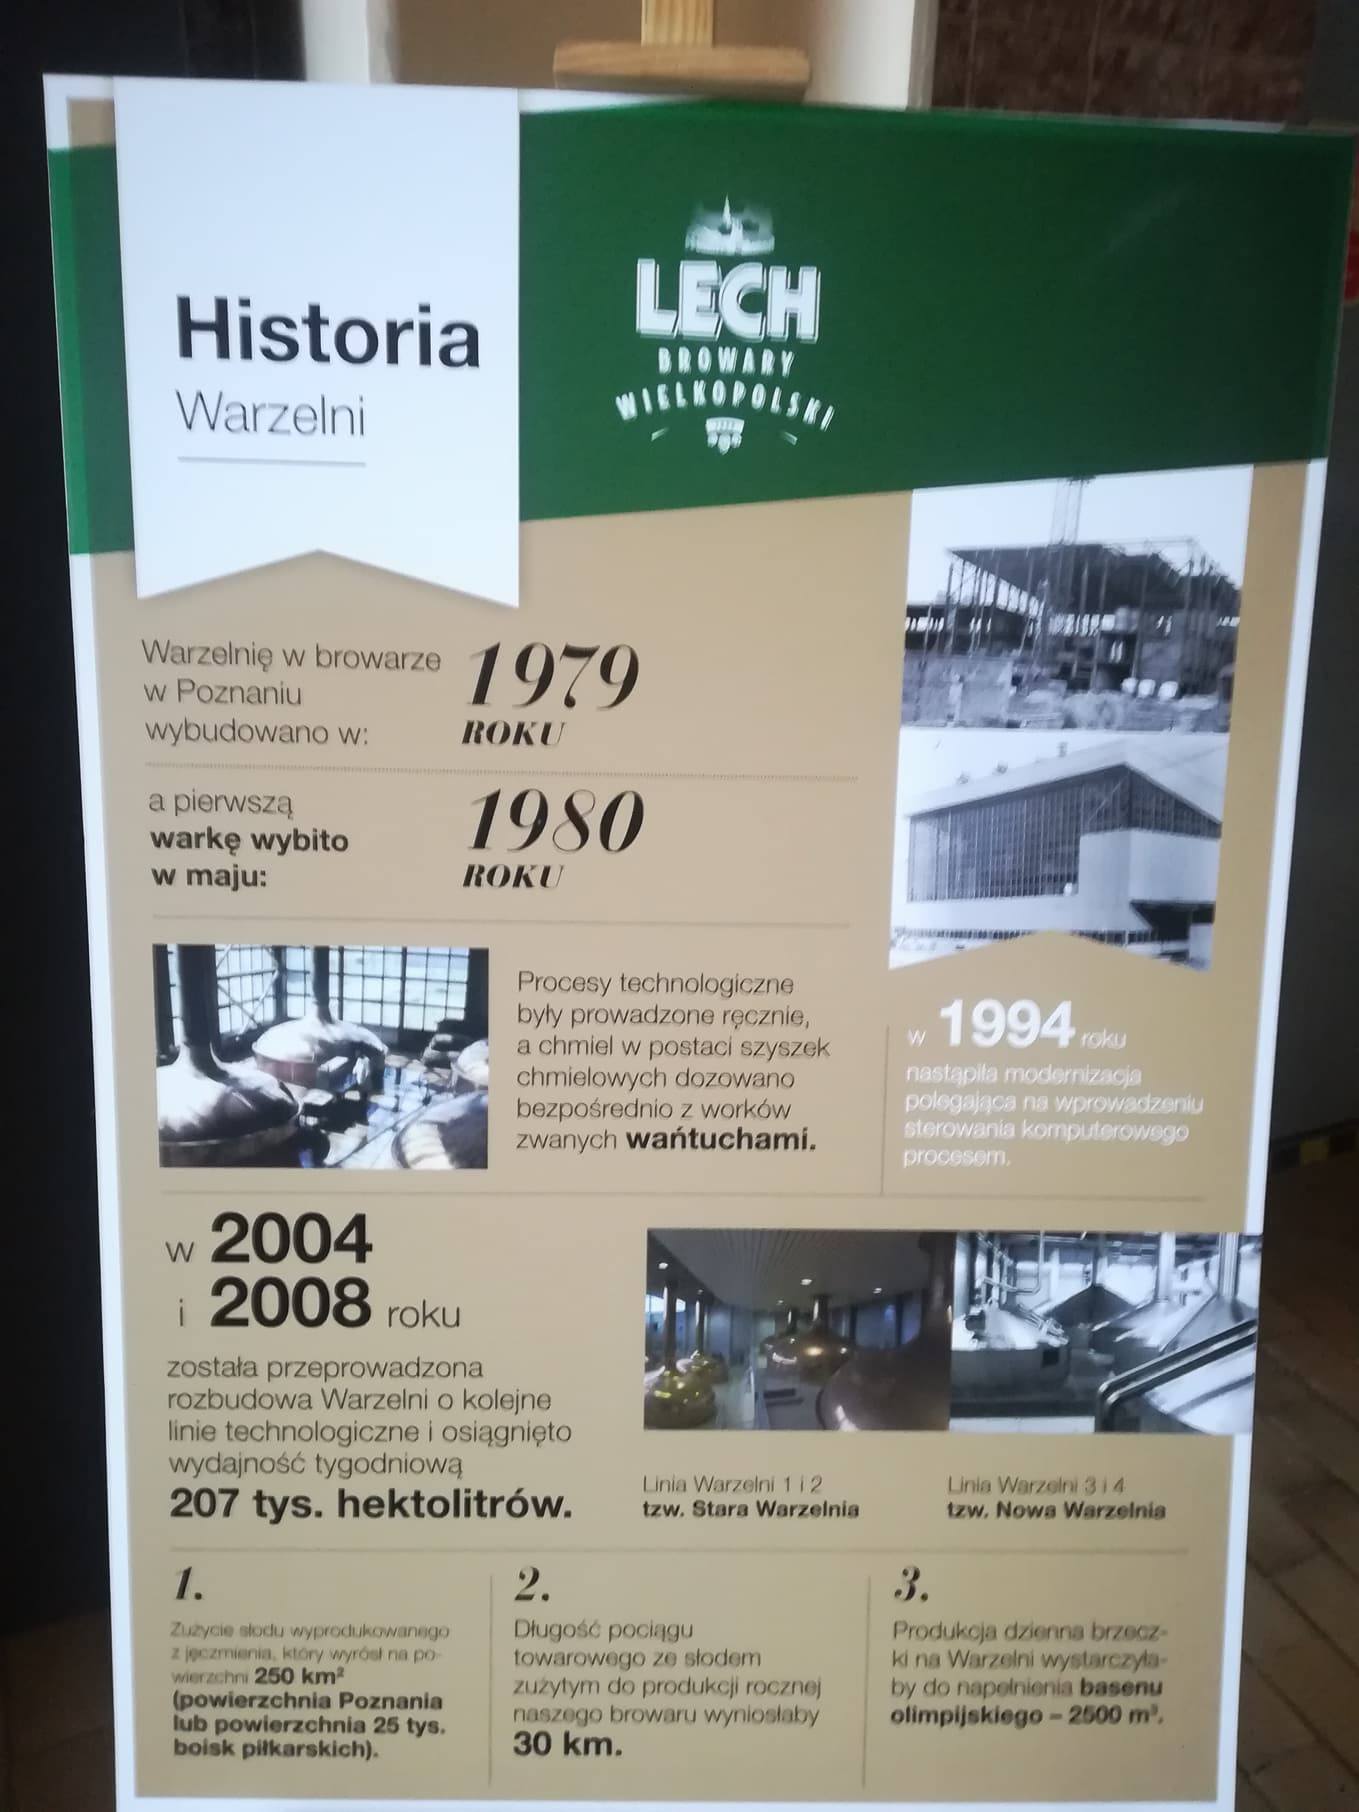 Historia
Warzelni
LECH
BROWARY
WIELKOPOLSKI
Warzelnię w browarze
w Poznaniu
wybudowano w:
1979
ROKU
a pierwszą
warkę wybito
w maju:
1980
ROKU
Procesy technologiczne
były prowadzone ręcznie,
a chmiel w postaci szyszek
chmielowych dozowano
bezpośrednio z worków
zwanych wańtuchami.
w 1994 roku
nastąpiła modernizacja
polegająca na wprowadzeniu
sterowania komputerowego
procesem.
w 2004
i 2008 roku
została przeprowadzona
rozbudowa Warzelni o kolejne
linie technologiczne i osiągnięto
wydajność tygodniową
207 tys. hektolitrów.
Linia Warzelni 1 i 2
tzw. Stara Warzelnia
Linia Warzelni 3 i 4
tzw. Nowa Warzelnia
1.
Zużycie słodu wyprodukowanego
z jęczmienia, który wyrósł na po-
wierzchni 250 km²
(powierzchnia Poznania
lub powierzchnia 25 tys.
boisk piłkarskich).
2.
Długość pociągu
towarowego ze słodem
zużytym do produkcji rocznej
naszego browaru wyniosłaby
30 km.
3.
Produkcja dzienna brzecz-
ki na Warzelni wystarczyła-
by do napełnienia basenu
olimpijskiego – 2500 m³.